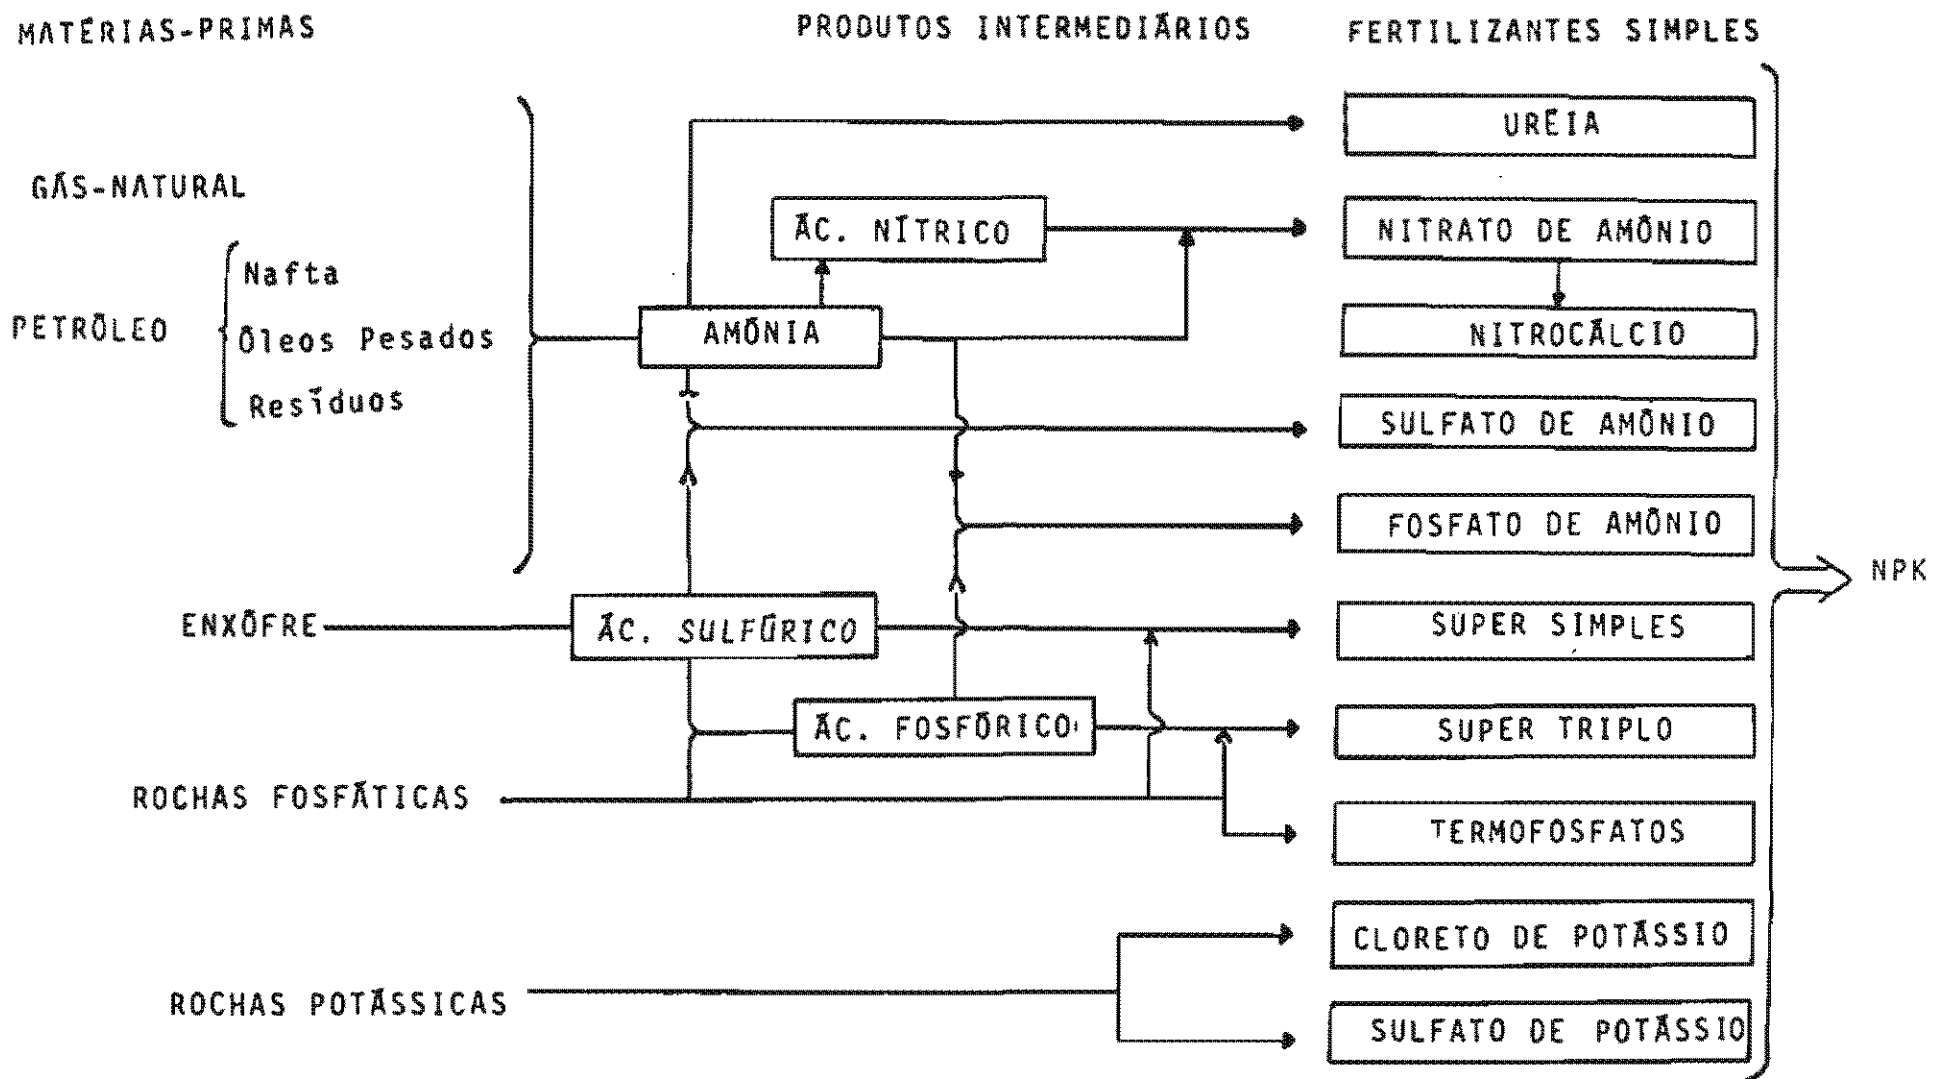 MATÉRIAS-PRIMAS
PRODUTOS INTERMEDIÁRIOS
FERTILIZANTES SIMPLES
URÉIA
GÁS-NATURAL
ÁC. NÍTRICO
NITRATO DE AMÔNIO
Nafta
PETRÓLEO
Óleos Pesados
AMÔNIA
NITROCÁLCIO
Resíduos
SULFATO DE AMÔNIO
FOSFATO DE AMÔNIO
NPK
ENXÔFRE
ÁC. SULFÚRICO
SUPER SIMPLES
ÁC. FOSFÓRICO
SUPER TRIPLO
ROCHAS FOSFÁTICAS
TERMOFOSFATOS
CLORETO DE POTÁSSIO
ROCHAS POTÁSSICAS
SULFATO DE POTÁSSIO